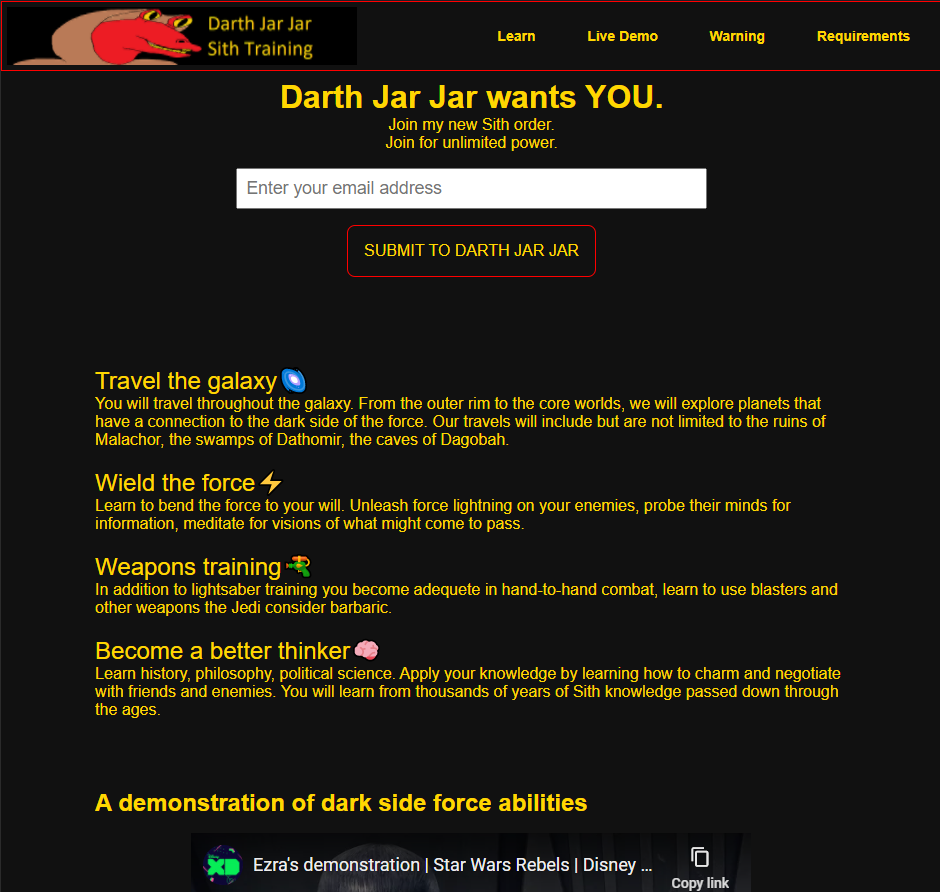 Darth Jar Jar
Sith Training
Learn
Live Demo
Warning
Requirements
Darth Jar Jar wants YOU.
Join my new Sith order.
Join for unlimited power.
Enter your email address
SUBMIT TO DARTH JAR JAR
Travel the galaxy
You will travel throughout the galaxy. From the outer rim to the core worlds, we will explore planets that
have a connection to the dark side of the force. Our travels will include but are not limited to the ruins of
Malachor, the swamps of Dathomir, the caves of Dagobah.
Wield the force
Learn to bend the force to your will. Unleash force lightning on your enemies, probe their minds for
information, meditate for visions of what might come to pass.
Weapons training
In addition to lightsaber training you become adequete in hand-to-hand combat, learn to use blasters and
other weapons the Jedi consider barbaric.
Become a better thinker
Learn history, philosophy, political science. Apply your knowledge by learning how to charm and negotiate
with friends and enemies. You will learn from thousands of years of Sith knowledge passed down through
the ages.
A demonstration of dark side force abilities
XD
Ezra's demonstration | Star Wars Rebels | Disney ...
Copy link